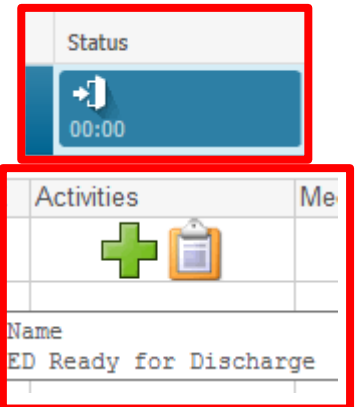 Status
00:00
Activities Me
Name
ED Ready for Discharge